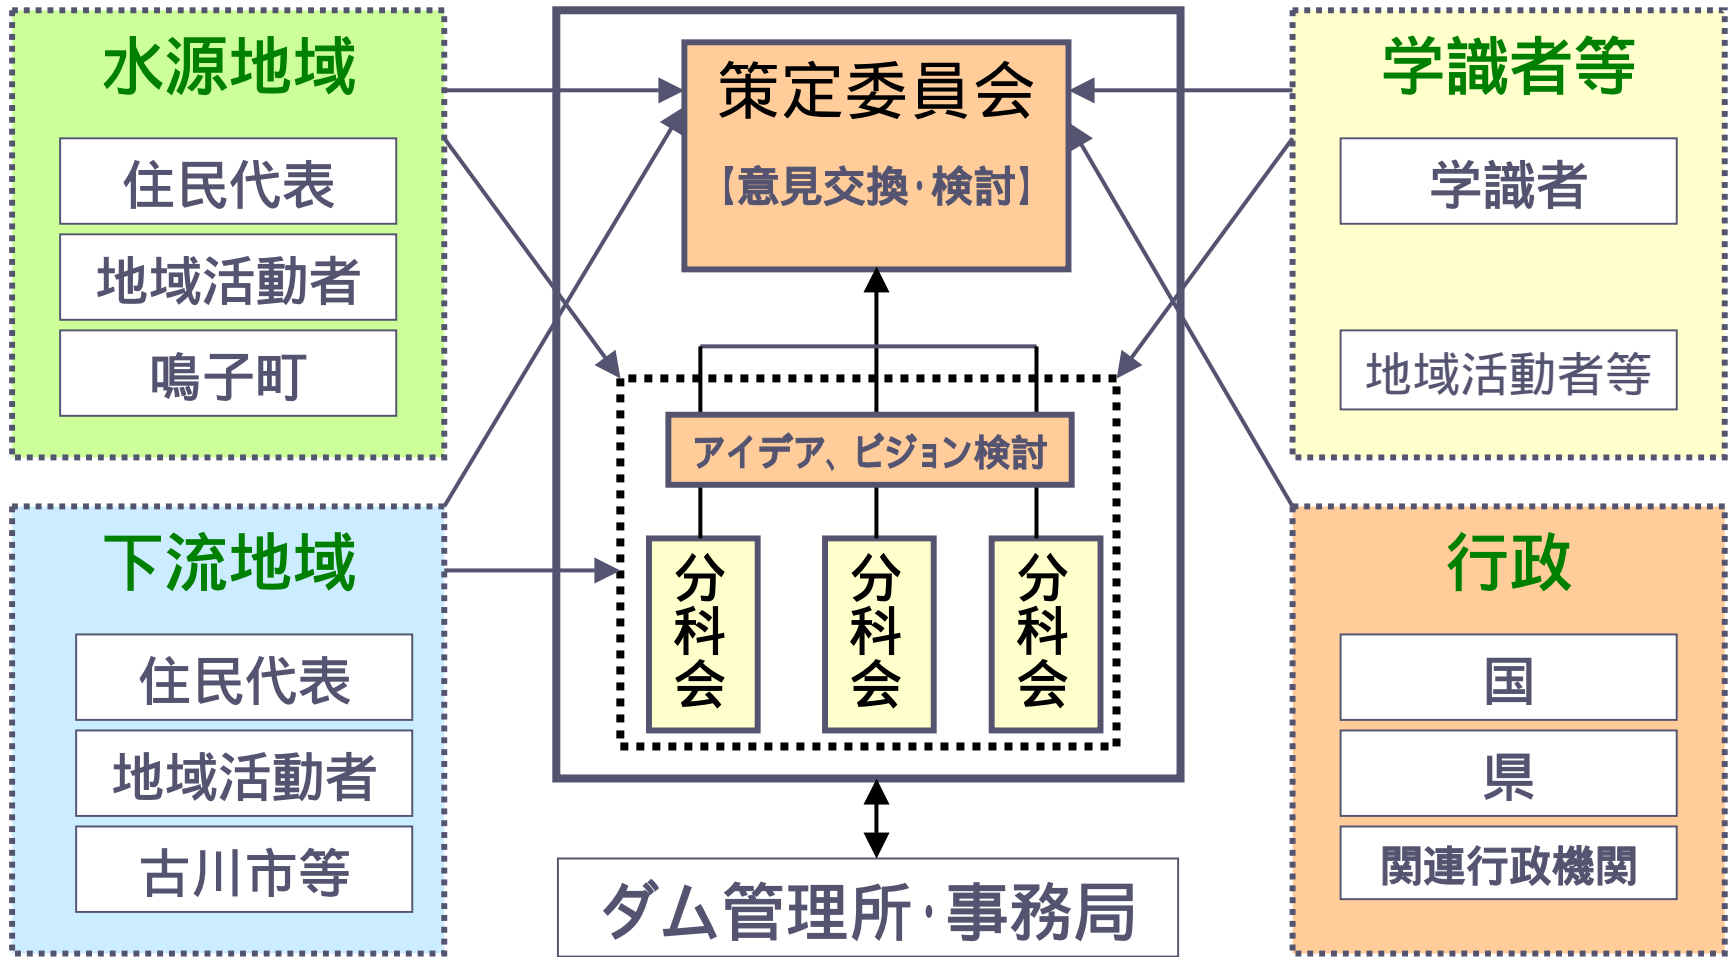 水源地域
住民代表
地域活動者
鳴子町
下流地域
住民代表
地域活動者
古川市等
策定委員会
【意見交換・検討】
アイデア、ビジョン検討
分科会
分科会
分科会
ダム管理所・事務局
学識者等
学識者
地域活動者等
行政
国
県
関連行政機関